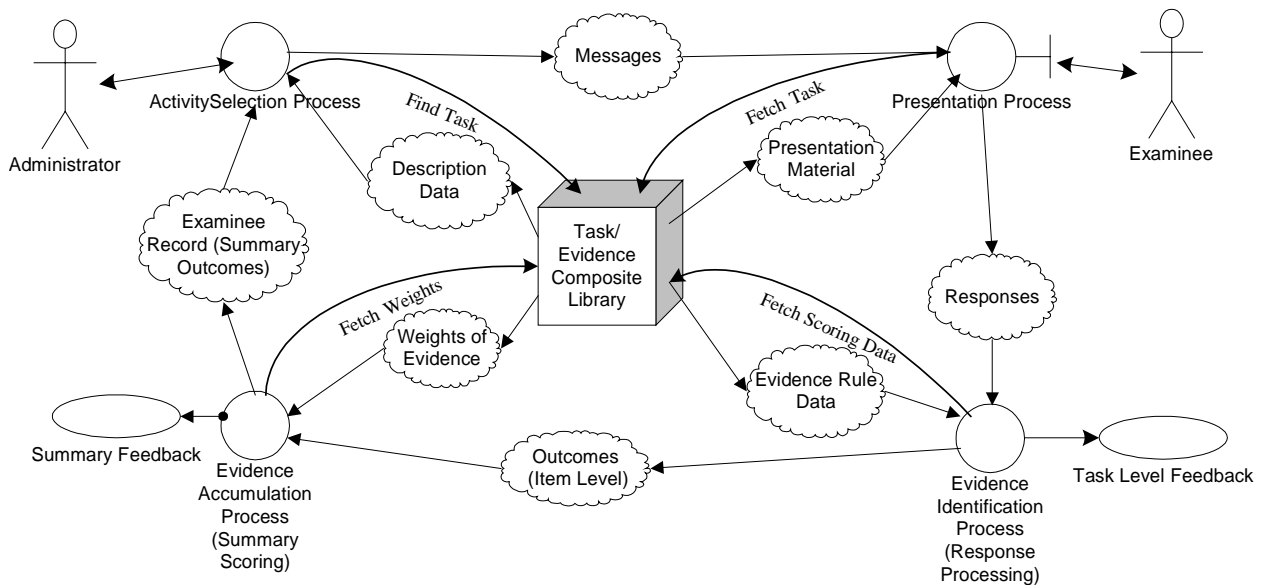 Messages
ActivitySelection Process
Presentation Process
Administrator
Examinee
Find Task
Fetch Task
Description
Data
Presentation
Material
Examinee
Record (Summary
Outcomes)
Task/
Evidence
Composite
Library
Responses
Fetch Weights
Fetch Scoring Data
Weights of
Evidence
Evidence Rule
Data
Summary Feedback
Evidence
Accumulation
Process
(Summary
Scoring)
Outcomes
(Item Level)
Evidence
Identification
Process
(Response
Processing)
Task Level Feedback